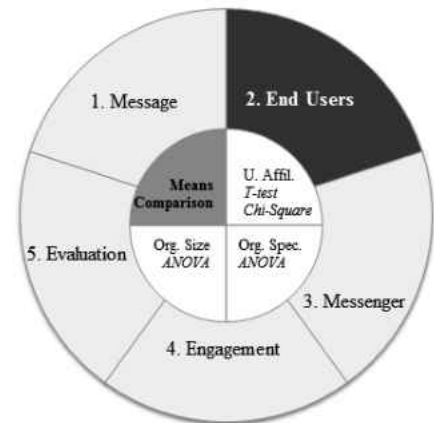 1. Message
2. End Users
Means
Comparison
U. Affil.
T-test
Chi-Square
Org. Size
ANOVA
Org. Spec.
ANOVA
5. Evaluation
3. Messenger
4. Engagement